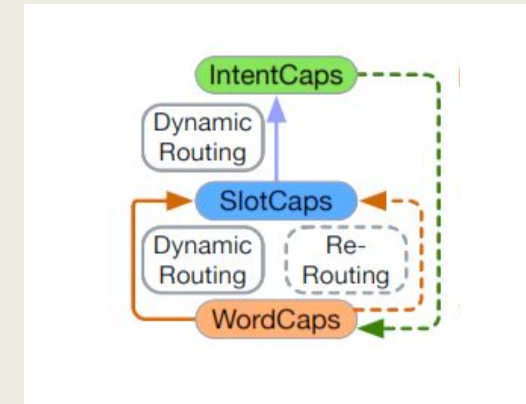 IntentCaps
Dynamic
Routing
SlotCaps
Dynamic
Routing
Re-
Routing
WordCaps